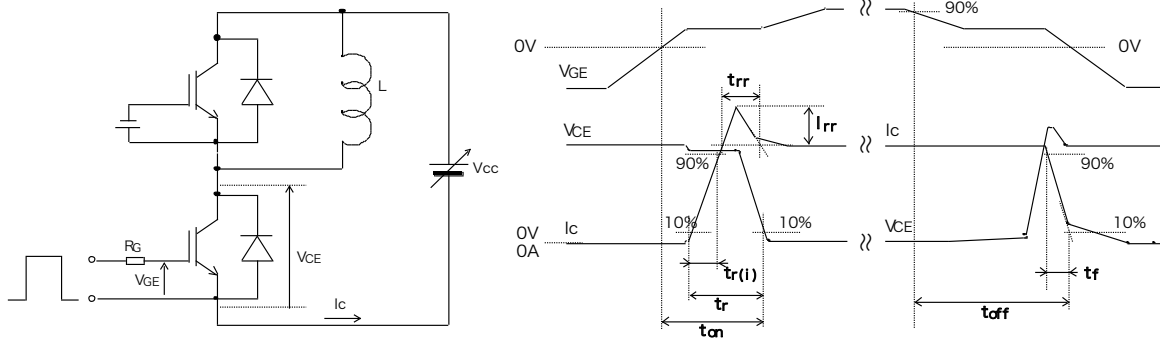 L
Vcc
RG
VGE
VCE
Ic
90%
0V
0V
VGE
trr
Irr
VCE
Ic
90%
90%
10%
10%
10%
0V
Ic
VCE
0A
tr(i)
tf
tr
toff
ton